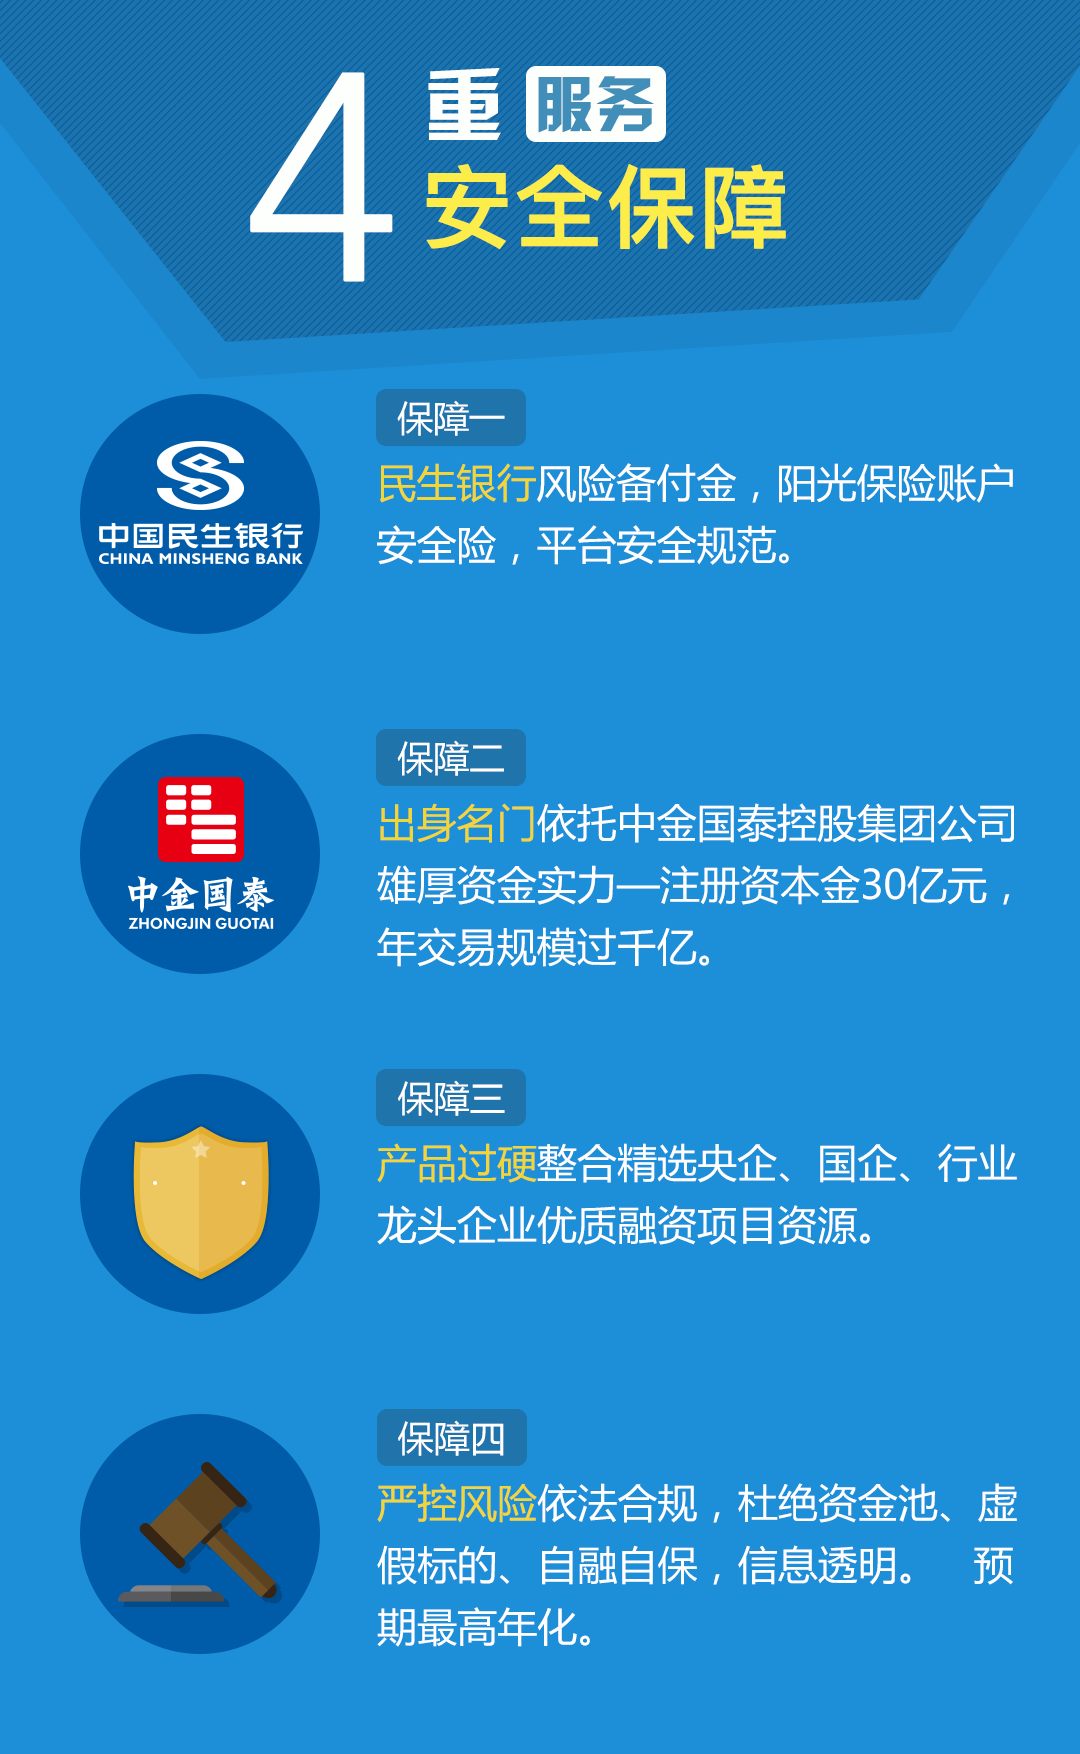 4重 服务
安全保障
保障一
中国民生银行
CHINA MINSHENG BANK
民生银行风险备付金，阳光保险账户
安全险，平台安全规范。
保障二
中金国泰
ZHONGJIN GUOTAI
出身名门依托中金国泰控股集团公司
雄厚资金实力—注册资本金30亿元，
年交易规模过千亿。
保障三
产品过硬整合精选央企、国企、行业
龙头企业优质融资项目资源。
保障四
严控风险依法合规，杜绝资金池、虚
假标的、自融自保，信息透明。　预
期最高年化。